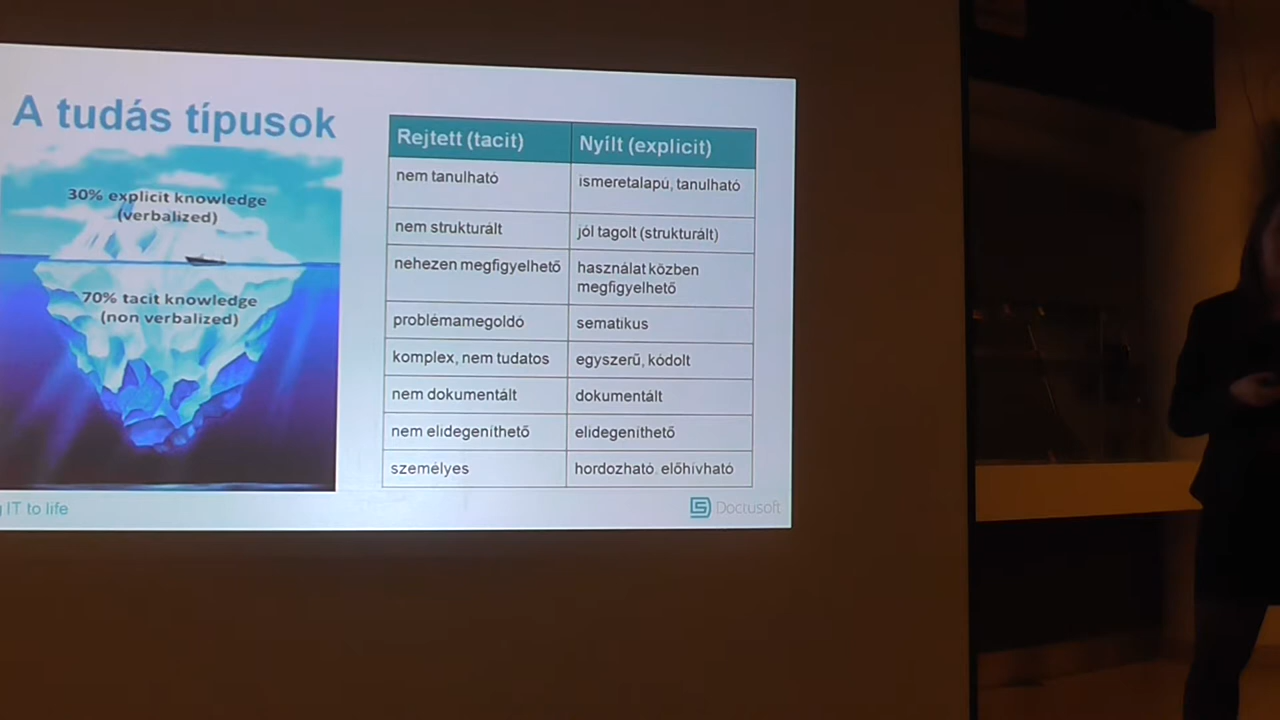 A tudás típusok
30% explicit knowledge
(verbalized)
70% tacit knowledge
(non verbalized)
Rejtett (tacit) Nyílt (explicit)
nem tanulható ismeretalapú, tanulható
nem strukturált jól tagolt (strukturált)
nehezen megfigyelhető használat közben
megfigyelhető
problémamegoldó sematikus
komplex, nem tudatos egyszerű, kódolt
nem dokumentált dokumentált
nem elidegeníthető elidegeníthető
személyes hordozható, előhívható
IT to life
Doctusoft